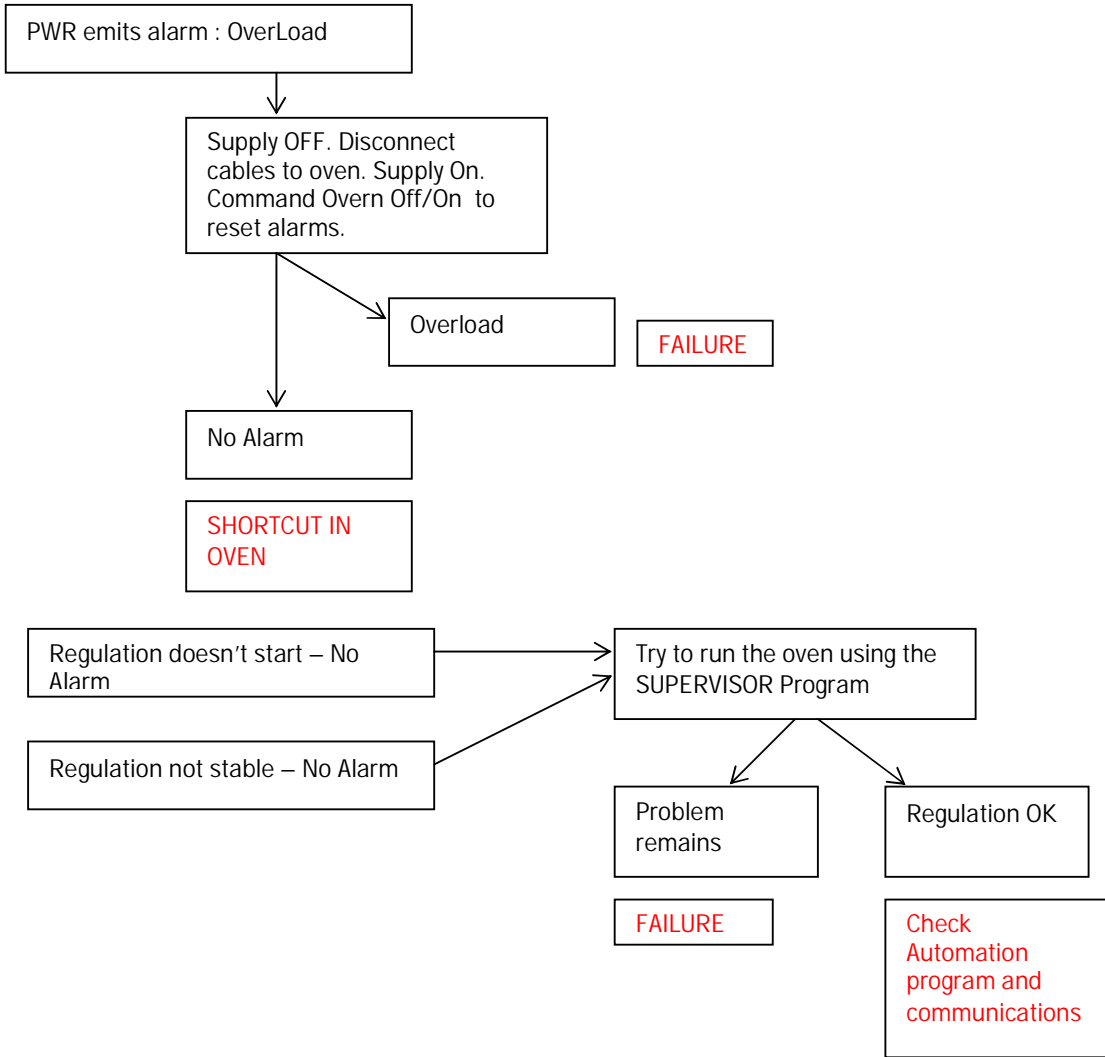 PWR emits alarm : OverLoad
Supply OFF. Disconnect
cables to oven. Supply On.
Command Overn Off/On to
reset alarms.
Overload
FAILURE
No Alarm
SHORTCUT IN
OVEN
Regulation doesn't start – No
Alarm
Try to run the oven using the
SUPERVISOR Program
Regulation not stable – No Alarm
Problem
remains
Regulation OK
FAILURE
Check
Automation
program and
communications